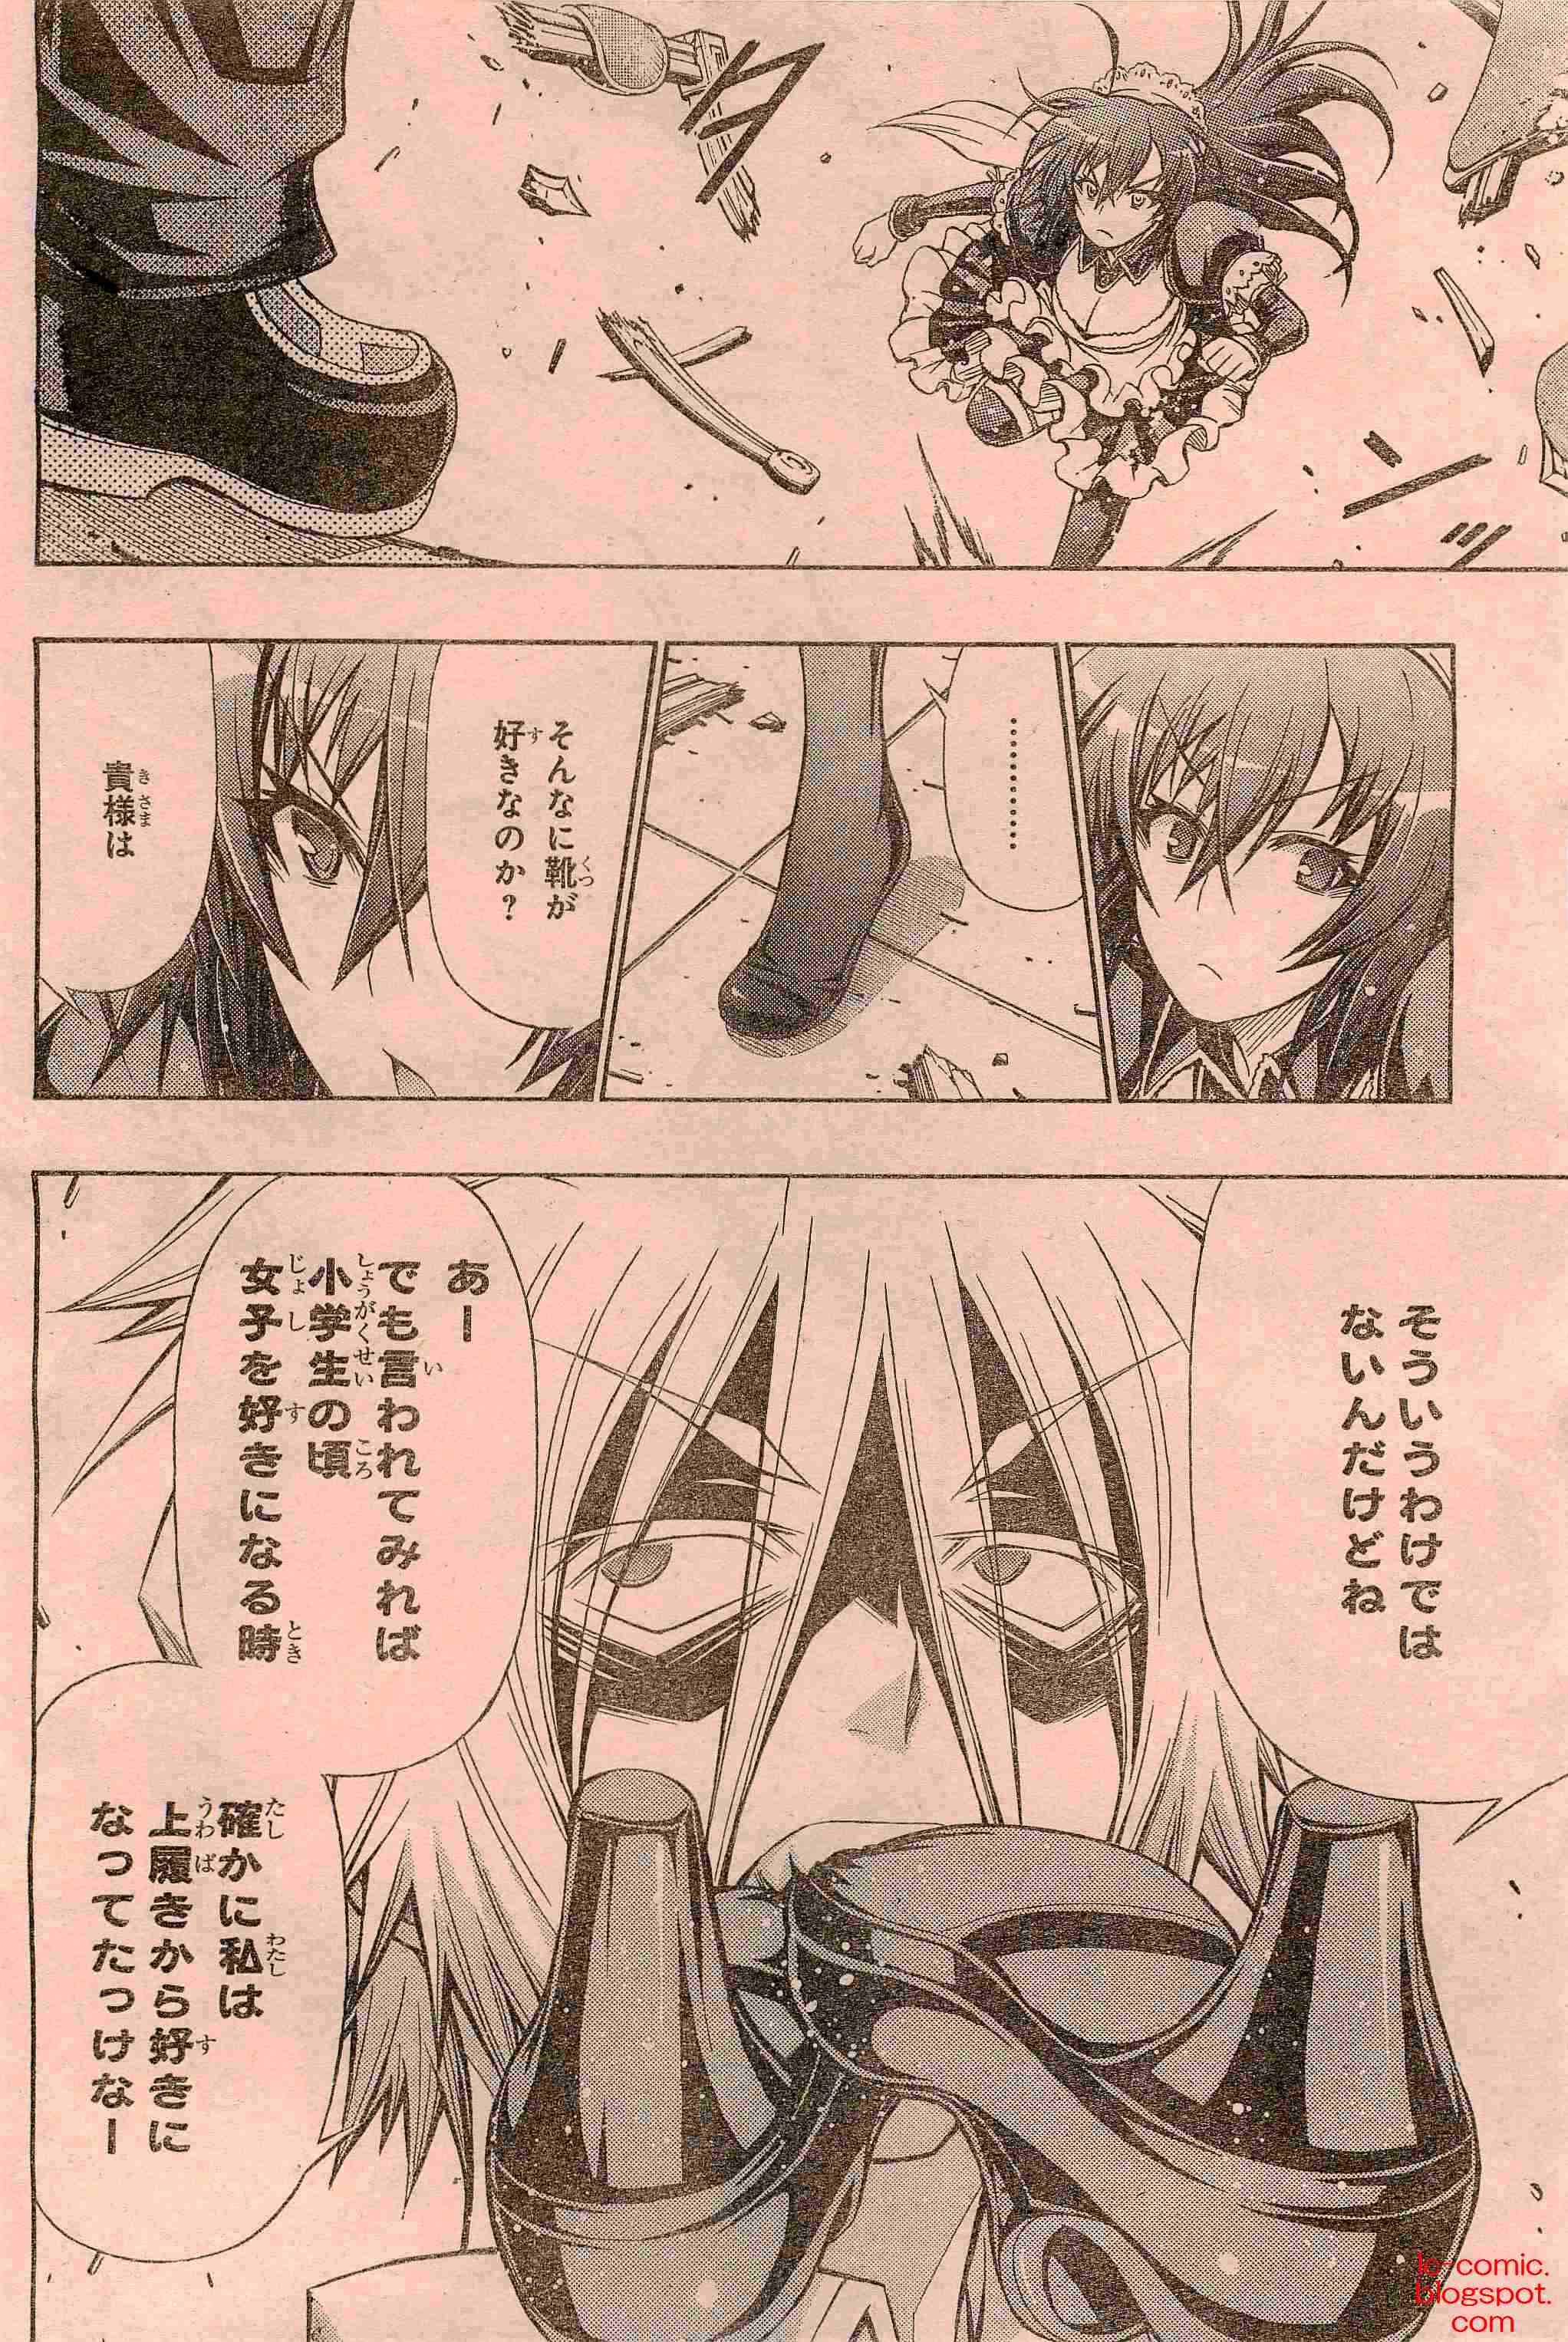 ダンッ
…………
そんなに靴が
好きなのか？
貴様は
そういうわけでは
ないんだけどね
あー
でも言われてみれば
小学生の頃
女子を好きになる時
確かに私は
上履きから好きに
なってたっけなー
lc-comic.
blogspot.
com